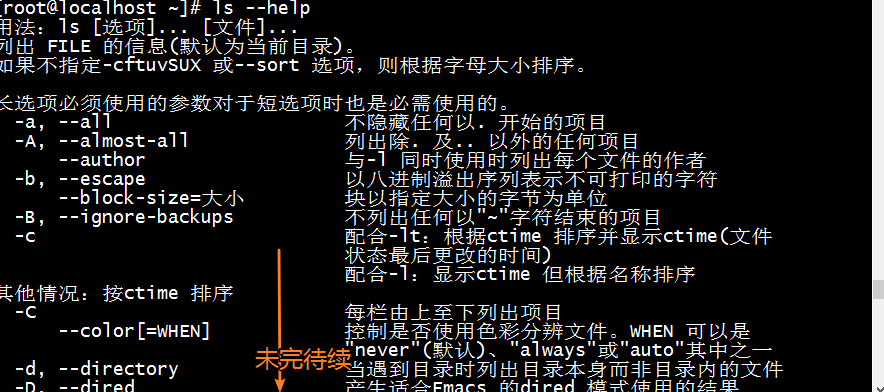 [root@localhost ~]# ls --help
用法：ls [选项]... [文件]...
列出 FILE 的信息(默认为当前目录)。
如果不指定-cftuvSUX 或--sort 选项，则根据字母大小排序。
长选项必须使用的参数对于短选项时也是必需使用的。
-a, --all 不隐藏任何以. 开始的项目
-A, --almost-all 列出除. 及.. 以外的任何项目
--author 与-l 同时使用时列出每个文件的作者
-b, --escape 以八进制溢出序列表示不可打印的字符
--block-size=大小 块以指定大小的字节为单位
-B, --ignore-backups 不列出任何以"~"字符结束的项目
-c 配合-lt：根据ctime 排序并显示ctime(文件
状态最后更改的时间)
配合-l：显示ctime 但根据名称排序
其他情况：按ctime 排序
-C 每栏由上至下列出项目
--color[=WHEN] 控制是否使用色彩分辨文件。WHEN 可以是
"never"(默认)、"always"或"auto"其中之一
未完待续
-d, --directory 当遇到目录时列出目录本身而非目录内的文件
-D, --dired 产生适合Emacs 的dired 模式使用的结果